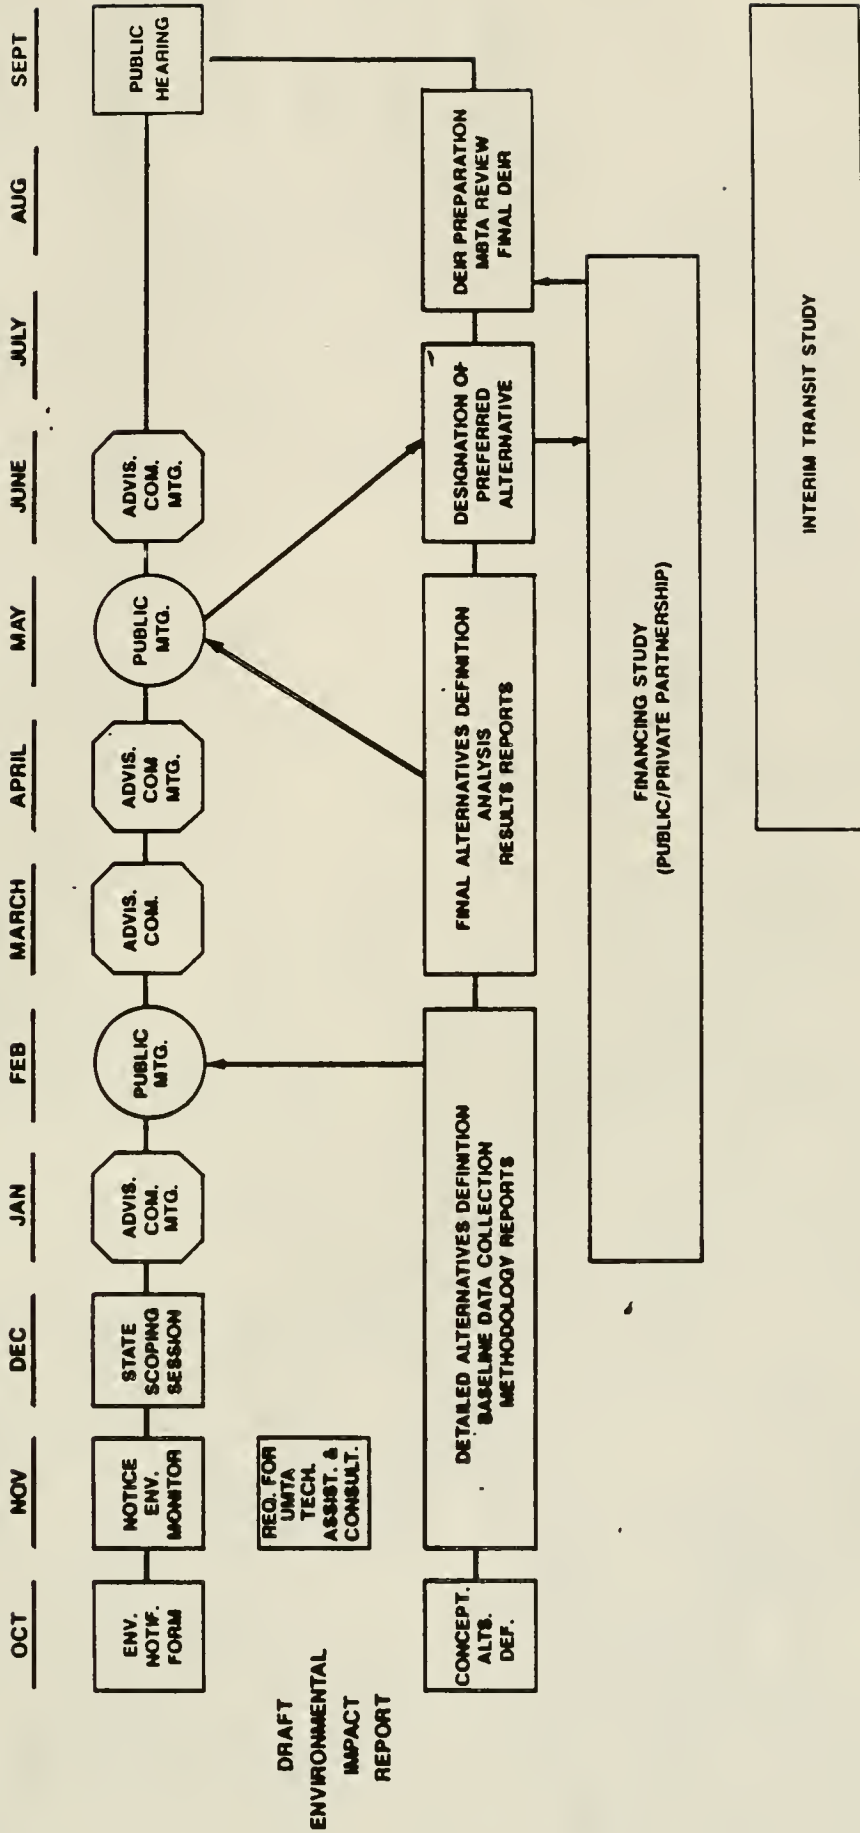 OCT
NOV
DEC
JAN
FEB
MARCH
APRIL
MAY
JUNE
JULY
AUG
SEPT
ENV.
NOTIF.
FORM
NOTICE
ENV.
MONITOR
STATE
SCOPING
SESSION
ADVIS.
COM.
MTG.
PUBLIC
MTG.
ADVIS.
COM.
ADVIS.
COM
MTG.
PUBLIC
MTG.
ADVIS.
COM.
MTG.
PUBLIC
HEARING
DRAFT
ENVIRONMENTAL
IMPACT
REPORT
REQ. FOR
UMTA
TECH.
ASSIST. &
CONSULT.
CONCEPT.
ALTS.
DEF.
DETAILED ALTERNATIVES DEFINITION
BASELINE DATA COLLECTION
METHODOLOGY REPORTS
FINAL ALTERNATIVES DEFINITION
ANALYSIS
RESULTS REPORTS
DESIGNATION OF
PREFERRED
ALTERNATIVE
DEIR PREPARATION
MBTA REVIEW
FINAL DEIR
FINANCING STUDY
(PUBLIC/PRIVATE PARTNERSHIP)
INTERIM TRANSIT STUDY